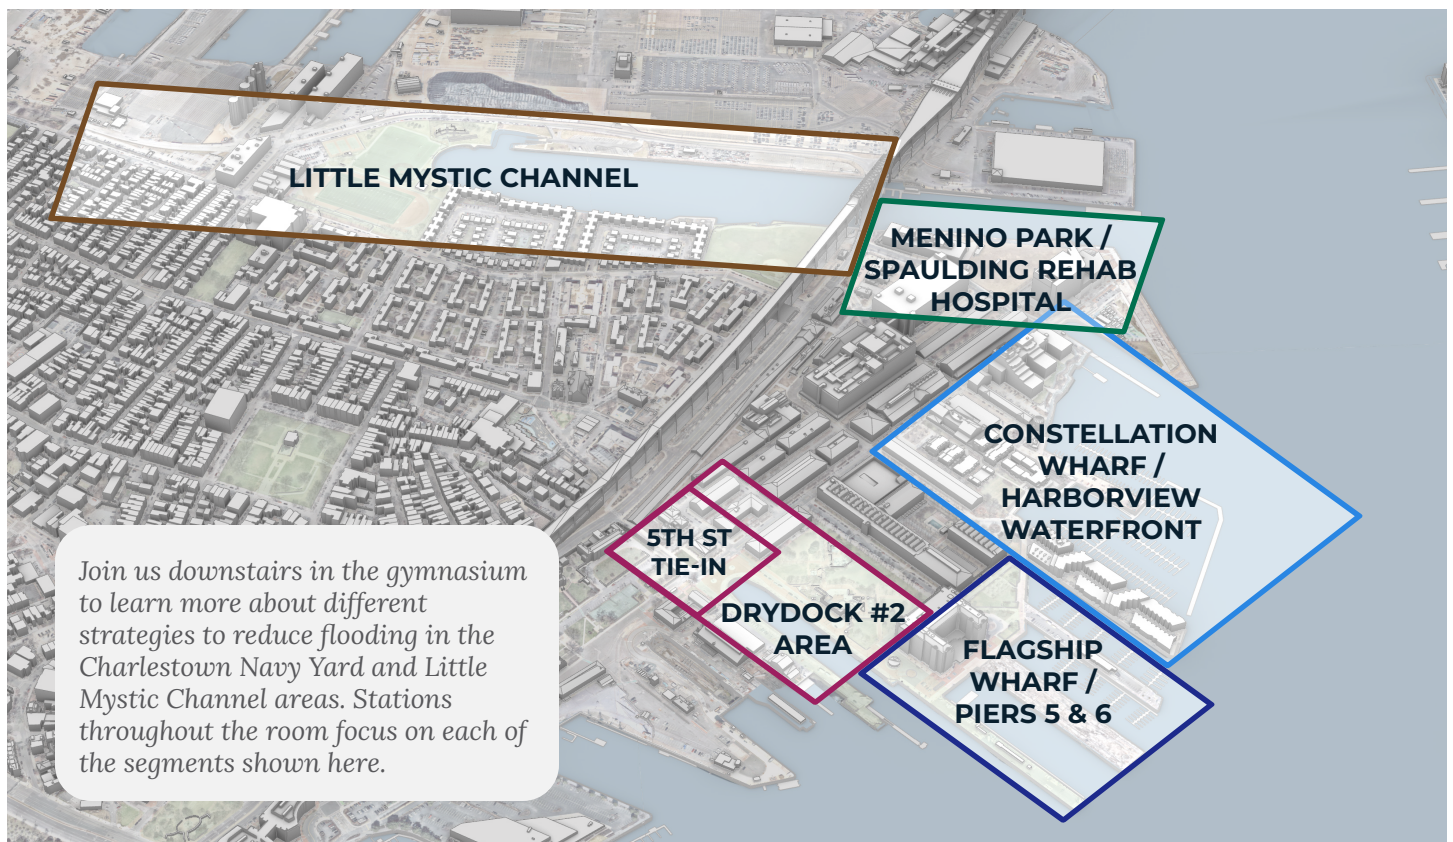 LITTLE MYSTIC CHANNEL
MENINO PARK /
SPAULDING REHAB
HOSPITAL
CONSTELLATION
WHARF /
HARBORVIEW
WATERFRONT
5TH ST
TIE-IN
DRYDOCK #2
AREA
FLAGSHIP
WHARF /
PIERS 5 & 6
Join us downstairs in the gymnasium
to learn more about different
strategies to reduce flooding in the
Charlestown Navy Yard and Little
Mystic Channel areas. Stations
throughout the room focus on each of
the segments shown here.